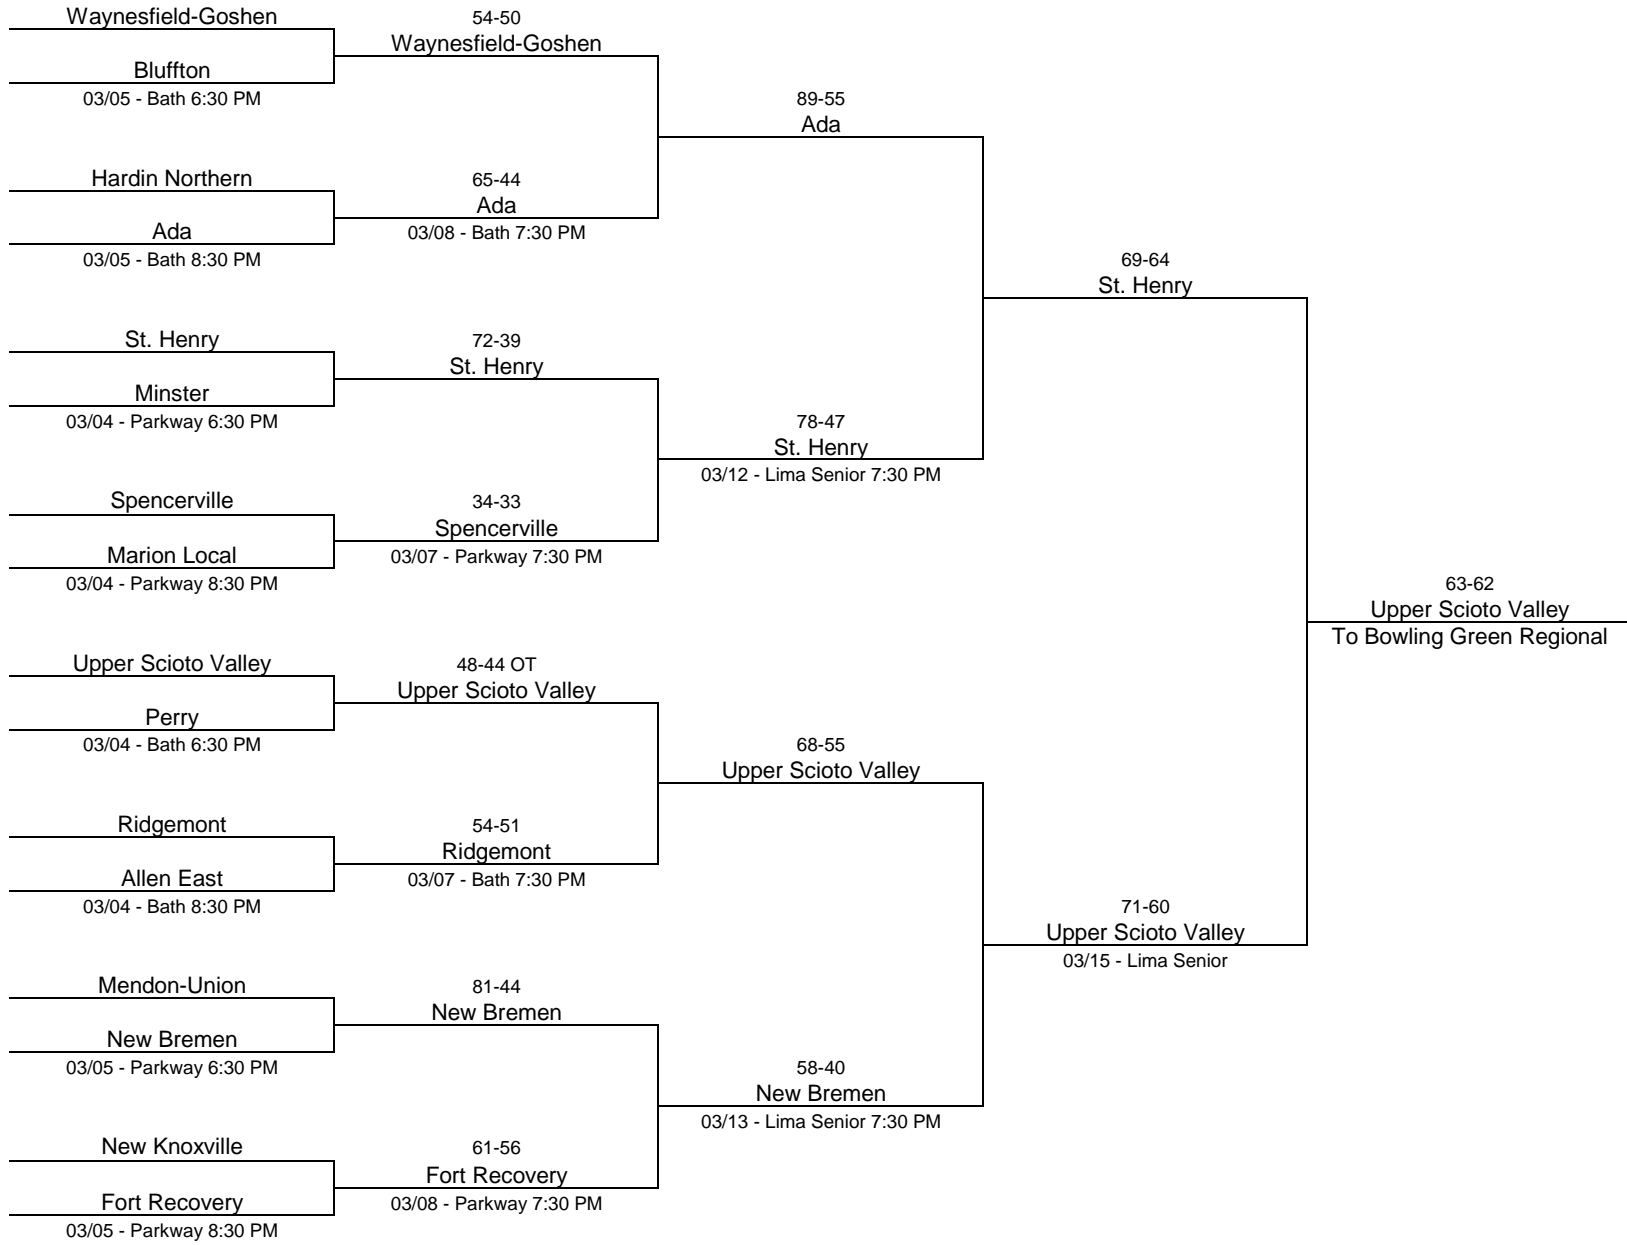 Waynesfield-Goshen
Bluffton
03/05 - Bath 6:30 PM
Hardin Northern
Ada
03/05 - Bath 8:30 PM
St. Henry
Minster
03/04 - Parkway 6:30 PM
Spencerville
Marion Local
03/04 - Parkway 8:30 PM
Upper Scioto Valley
Perry
03/04 - Bath 6:30 PM
Ridgemont
Allen East
03/04 - Bath 8:30 PM
Mendon-Union
New Bremen
03/05 - Parkway 6:30 PM
New Knoxville
Fort Recovery
03/05 - Parkway 8:30 PM
54-50
Waynesfield-Goshen
65-44
Ada
03/08 - Bath 7:30 PM
72-39
St. Henry
34-33
Spencerville
03/07 - Parkway 7:30 PM
48-44 OT
Upper Scioto Valley
54-51
Ridgemont
03/07 - Bath 7:30 PM
81-44
New Bremen
61-56
Fort Recovery
03/08 - Parkway 7:30 PM
89-55
Ada
78-47
St. Henry
03/12 - Lima Senior 7:30 PM
68-55
Upper Scioto Valley
58-40
New Bremen
03/13 - Lima Senior 7:30 PM
69-64
St. Henry
71-60
Upper Scioto Valley
03/15 - Lima Senior
63-62
Upper Scioto Valley
To Bowling Green Regional